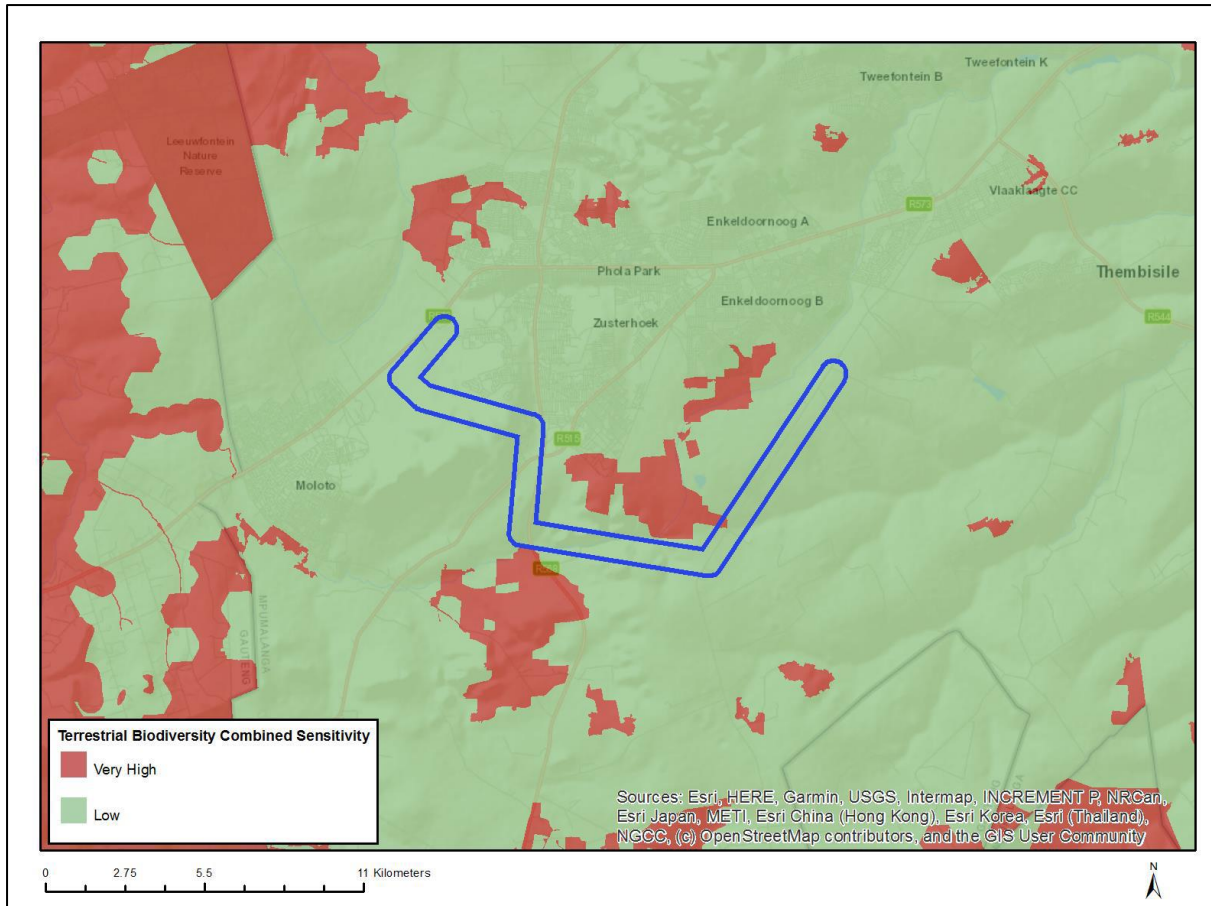 Tweefontein K
Tweefontein B
Leeuwfontein
Nature
Reserve
Vlaaklaagte CC
R573
Enkeldoornoog A
Phola Park
Thembisile
Enkeldoornoog B
R544
Zusterhoek
R515
Moloto
MPUMALANGA
GAUTENG
Terrestrial Biodiversity Combined Sensitivity
Very High
Low
Sources: Esri, HERE, Garmin, USGS, Intermap, INCREMENT P, NRCan,
Esri Japan, METI, Esri China (Hong Kong), Esri Korea, Esri (Thailand),
NGCC, (c) OpenStreetMap contributors, and the GIS User Community
0 2.75 5.5 11 Kilometers
N